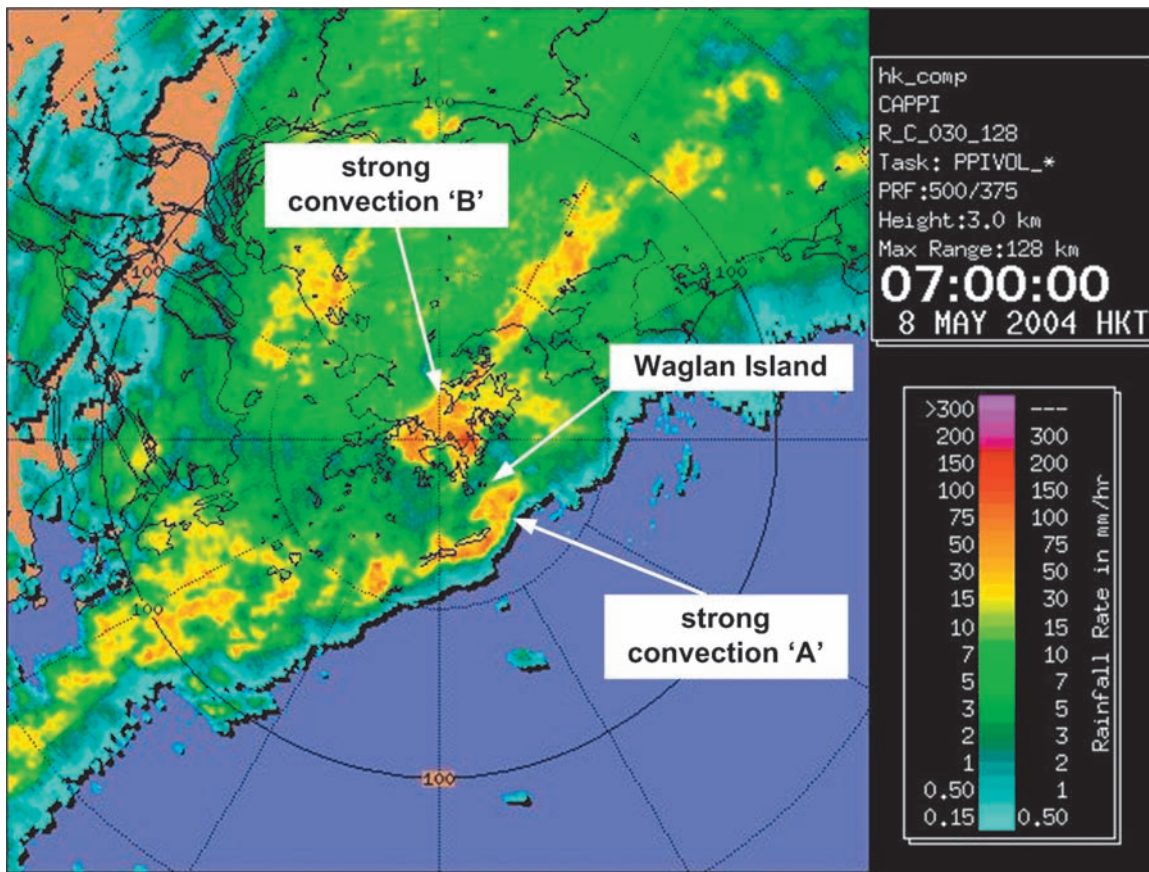 strong
convection ‘B’
Waglan Island
strong
convection ‘A’
100
100
100
100
100
hk_comp
CAPPI
R_C_030_128
Task: PPIVOL_*
PRF:500/375
Height:3.0 km
Max Range:128 km
07:00:00
8 MAY 2004 HKT
>300 ---
200 300
150 200
100 150
75 100
50 75
30 50
15 30
10 15
7 10
5 7
3 5
2 3
1 2
0.50 1
0.15 0.50
Rainfall Rate in mm/hr